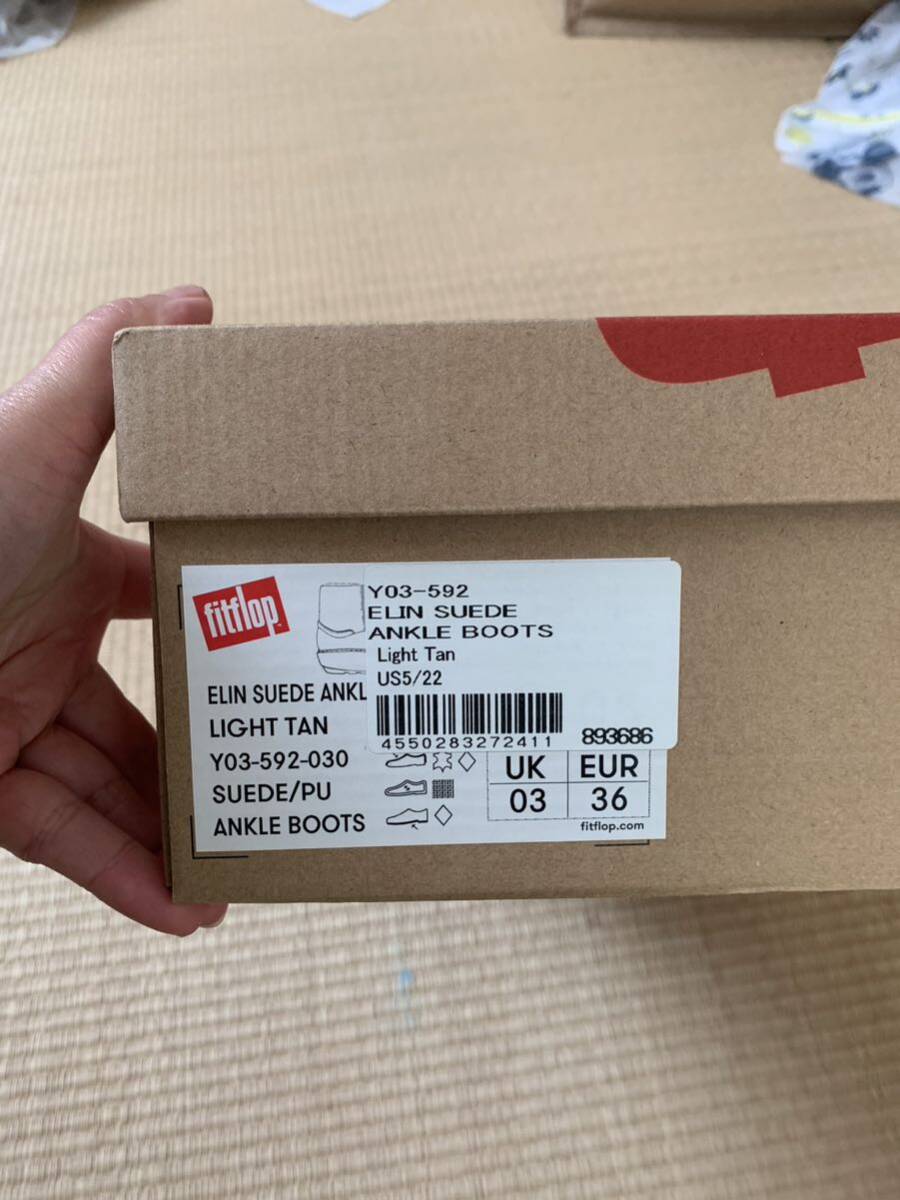 fitflop
ELIN SUEDE ANKL
LIGHT TAN
Y03-592-030
SUEDE/PU
ANKLE BOOTS
Y03-592
ELIN SUEDE
ANKLE BOOTS
Light Tan
US5/22
4550283272411
893686
UK EUR
03 36
fitflop.com